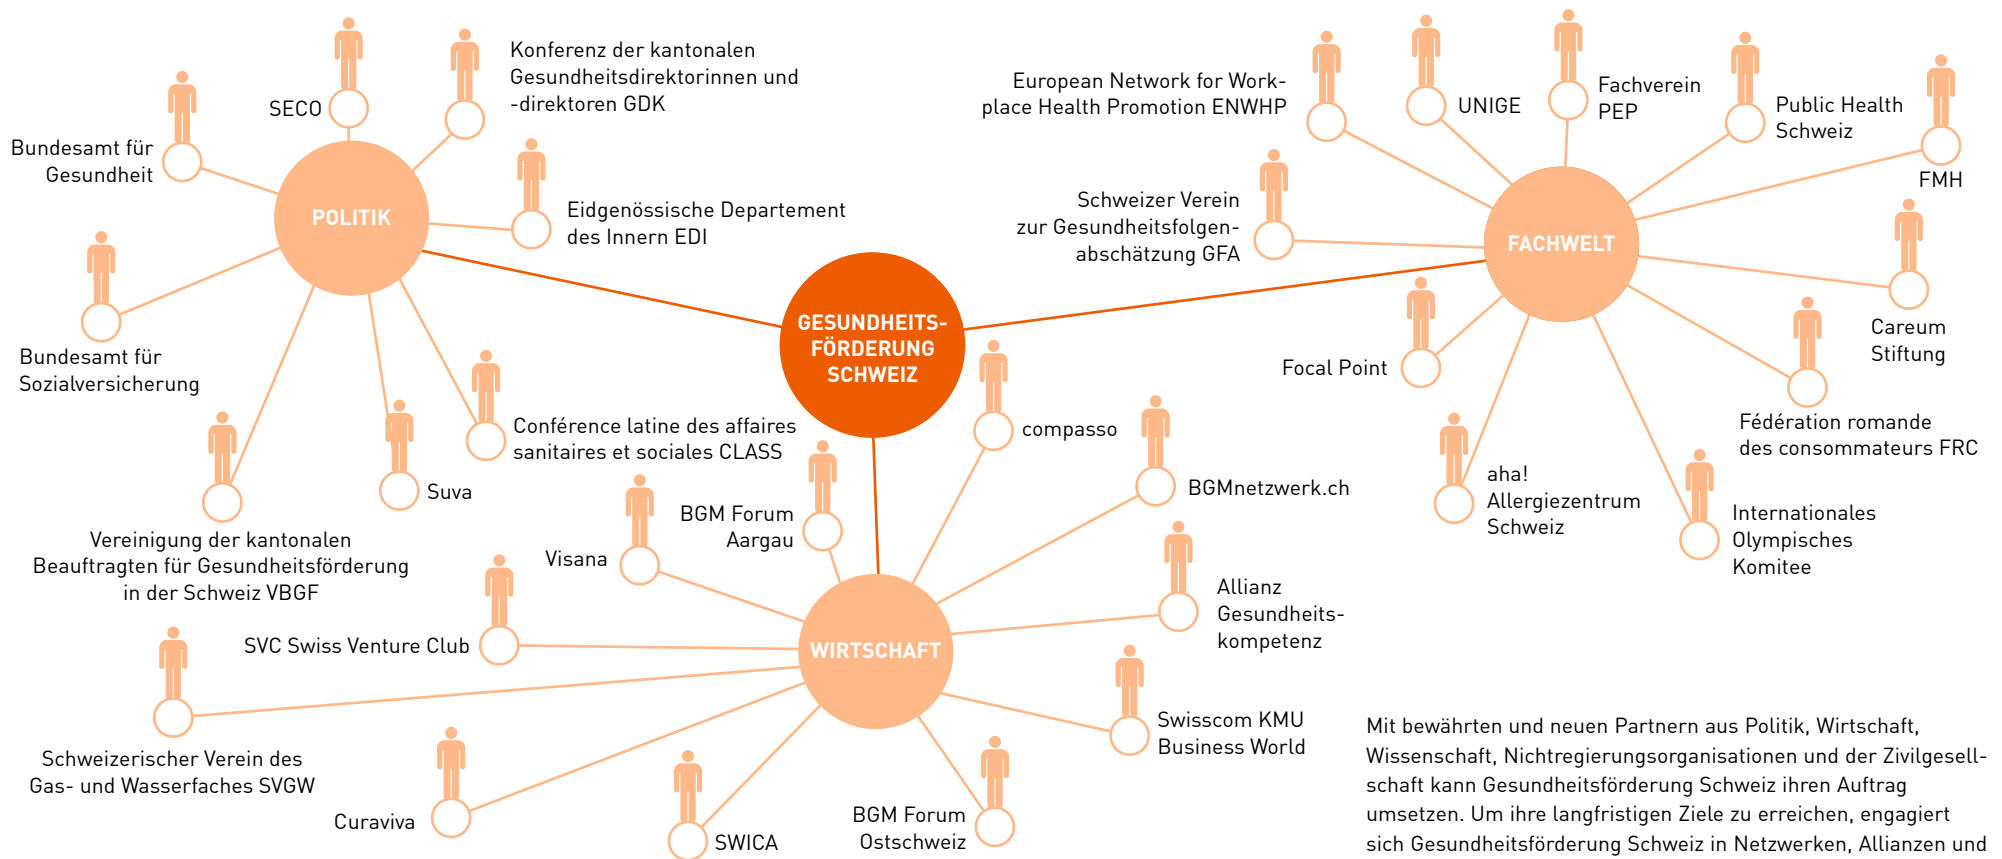 SECO
Konferenz der kantonalen
Gesundheitsdirektorinnen und
-direktoren GDK
Bundesamt für
Gesundheit
POLITIK
Eidgenössische Departement
des Innern EDI
Bundesamt für
Sozialversicherung
Conférence latine des affaires
sanitaires et sociales CLASS
Suva
Vereinigung der kantonalen
Beauftragten für Gesundheitsförderung
in der Schweiz VBGF
GESUNDHEITS-
FÖRDERUNG
SCHWEIZ
European Network for Work-
place Health Promotion ENWHP
UNIGE
Fachverein
PEP
Public Health
Schweiz
FMH
Schweizer Verein
zur Gesundheitsfolgen-
abschätzung GFA
FACHWELT
Careum
Stiftung
Focal Point
Fédération romande
des consommateurs FRC
aha!
Allergiezentrum
Schweiz
Internationales
Olympisches
Komitee
compasso
BGMnetzwerk.ch
BGM Forum
Aargau
Visana
Allianz
Gesundheits-
kompetenz
SVC Swiss Venture Club
WIRTSCHAFT
Schweizerischer Verein des
Gas- und Wasserfaches SVGW
Swisscom KMU
Business World
Curaviva
SWICA
BGM Forum
Ostschweiz
Mit bewährten und neuen Partnern aus Politik, Wirtschaft,
Wissenschaft, Nichtregierungsorganisationen und der Zivilgesell-
schaft kann Gesundheitsförderung Schweiz ihren Auftrag
umsetzen. Um ihre langfristigen Ziele zu erreichen, engagiert
sich Gesundheitsförderung Schweiz in Netzwerken, Allianzen und